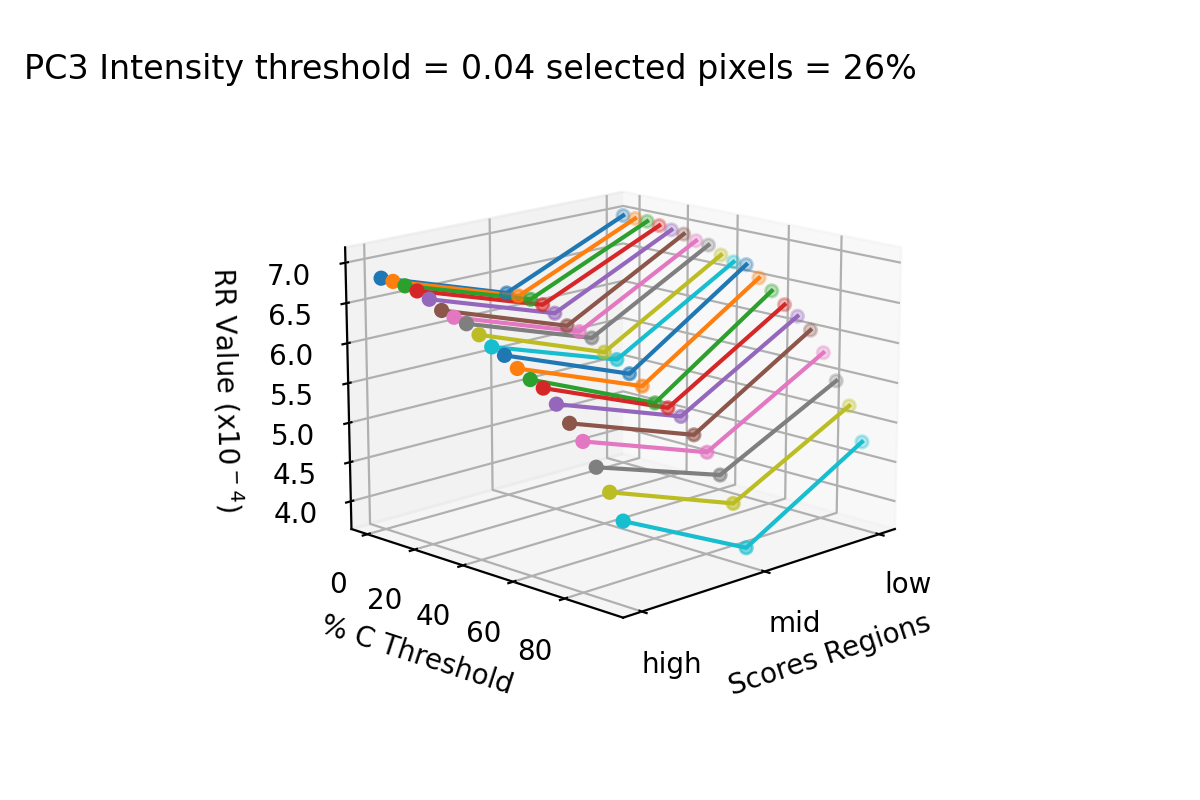 PC3 Intensity threshold = 0.04 selected pixels = 26%
RR Value (x10⁻⁴)
7.0
6.5
6.0
5.5
5.0
4.5
4.0
0
20
40
60
80
% C Threshold
high
mid
low
Scores Regions